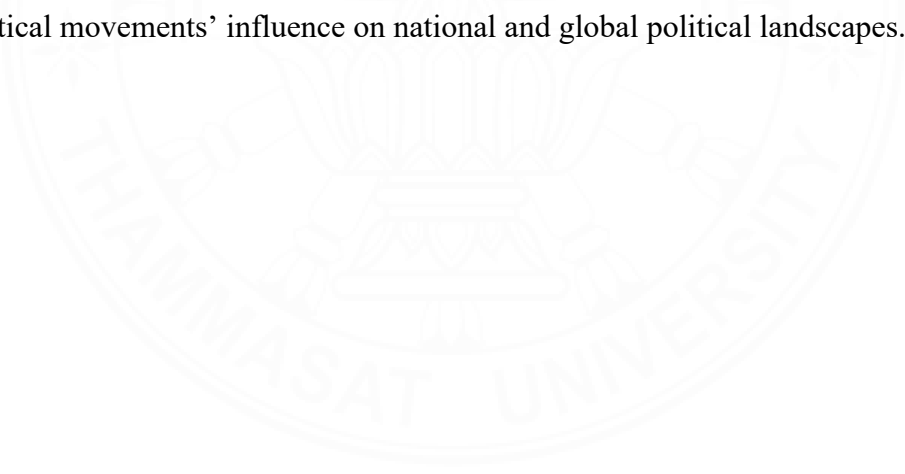 tical movements’ influence on national and global political landscapes.
THAMMASAT UNIVERSITY